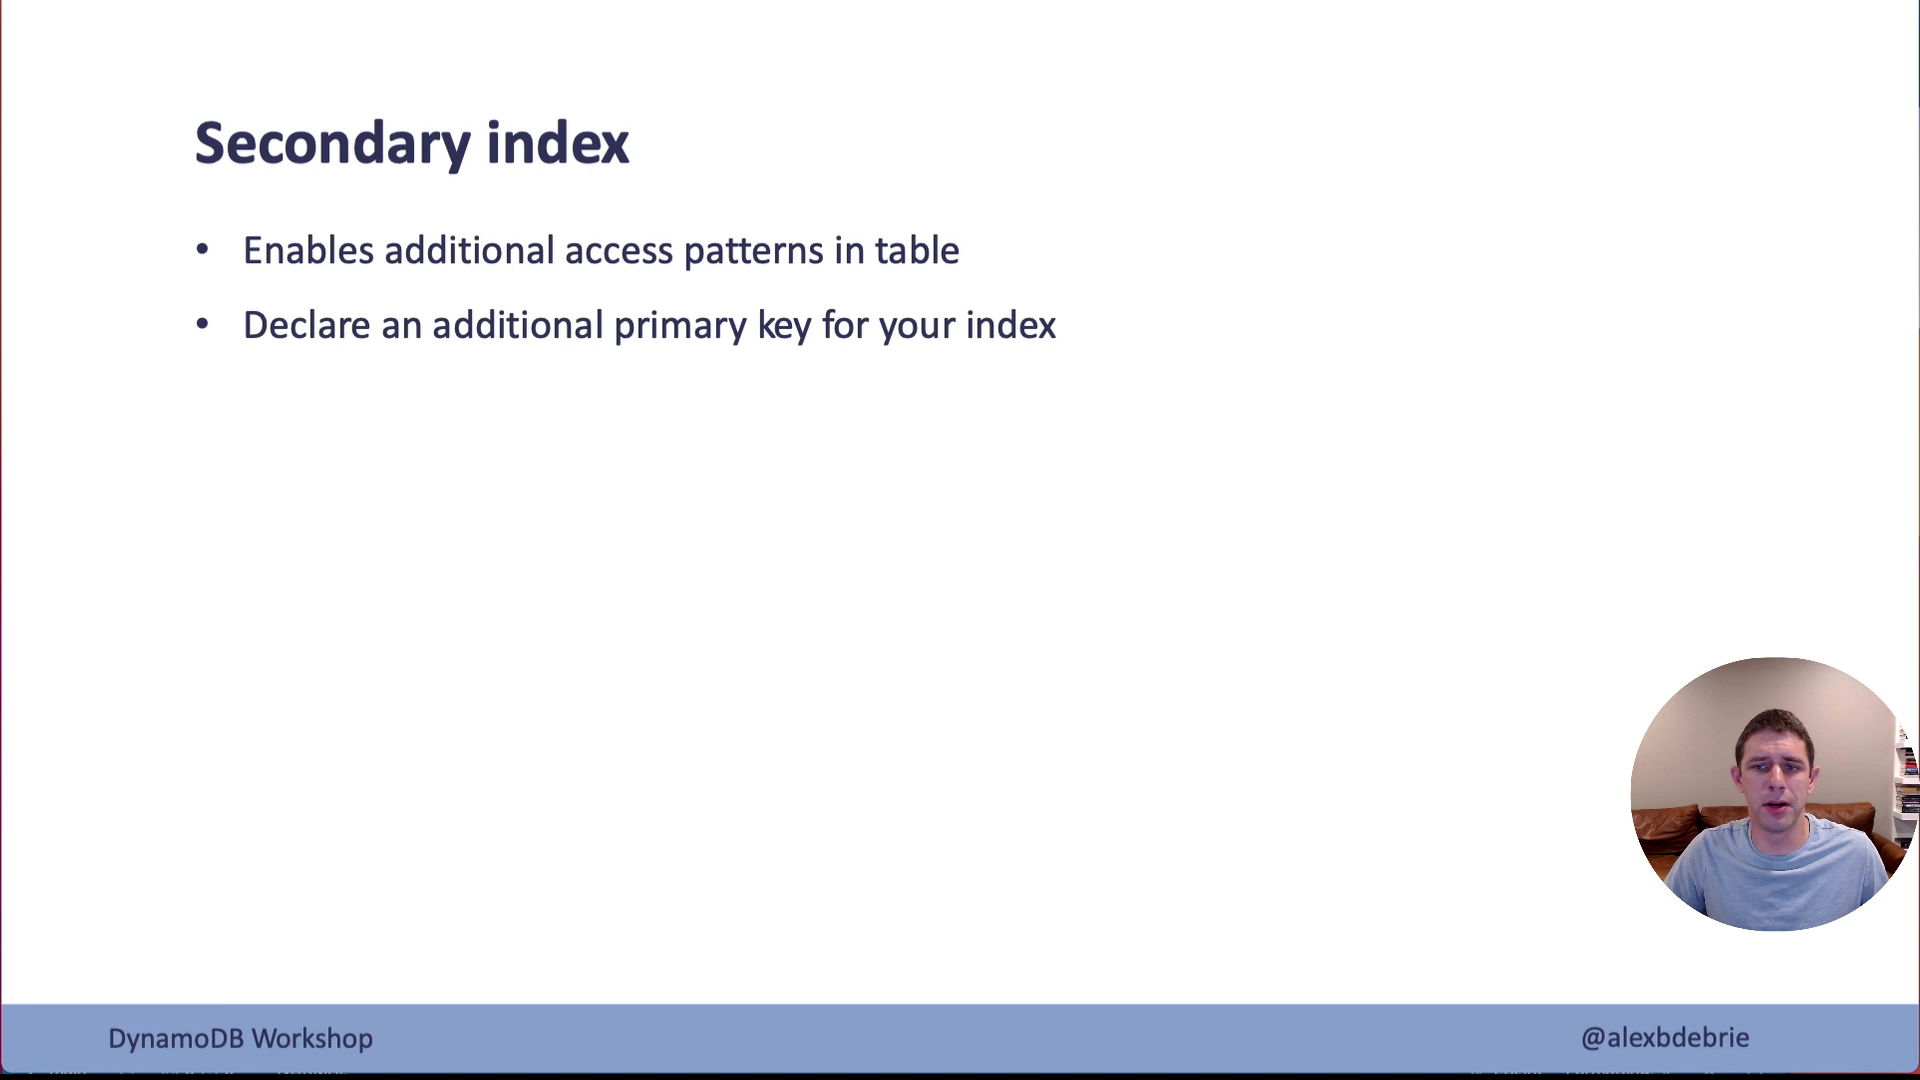 Secondary index
• Enables additional access patterns in table
• Declare an additional primary key for your index
DynamoDB Workshop
@alexbdebrie